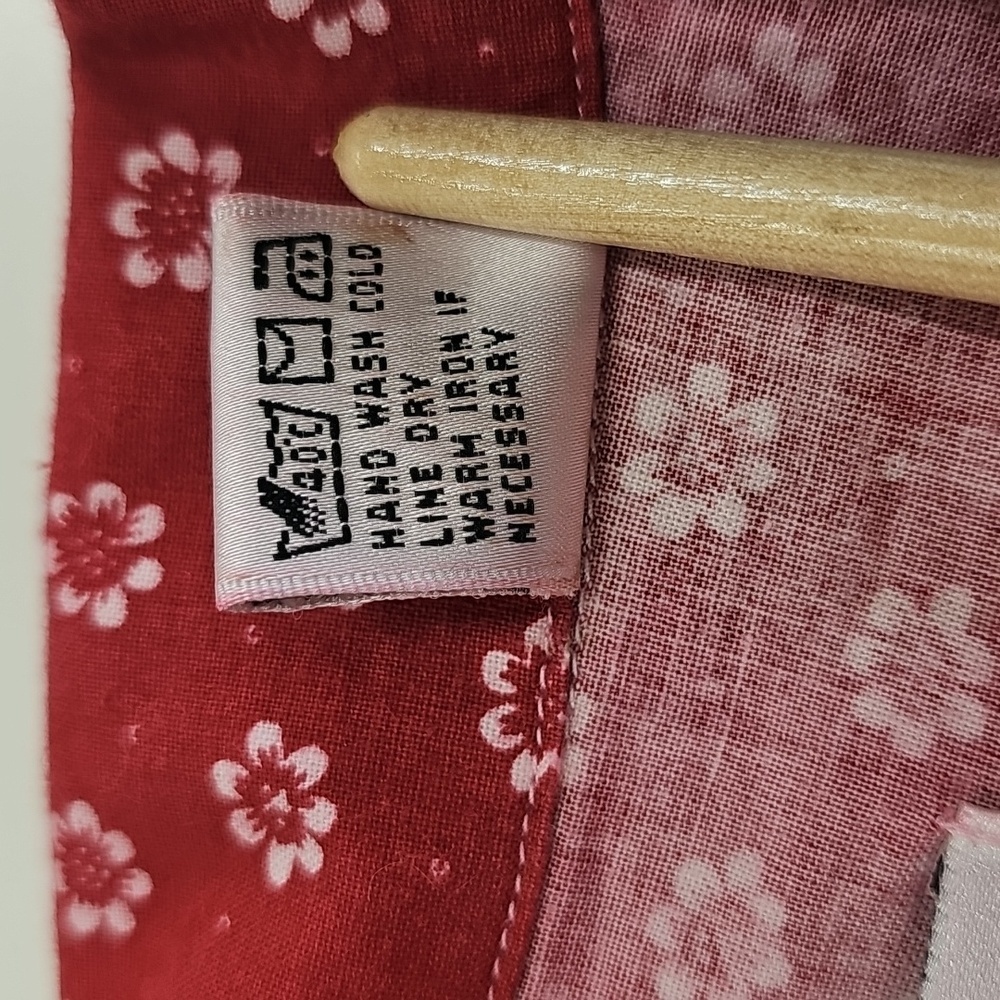 40°C
HAND WASH COLD
LINE DRY
WARM IRON IF
NECESSARY